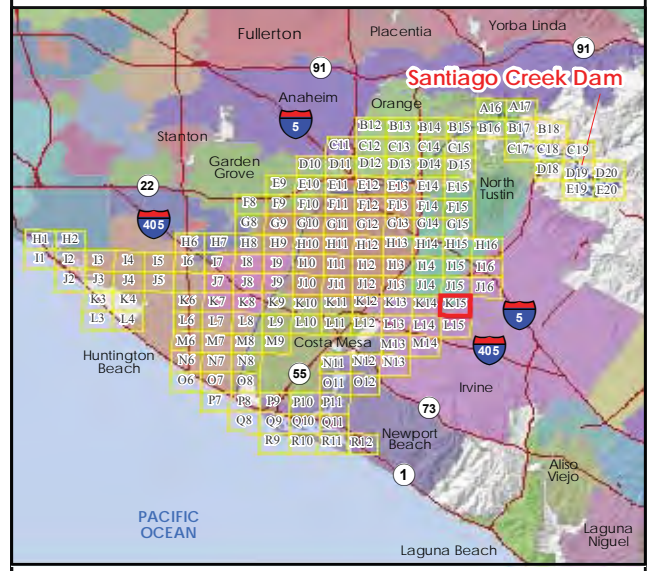 Fullerton
Placentia
Yorba Linda
91
91
Santiago Creek Dam
Anaheim
Orange
A16 A17
5
B12 B13 B14 B15 B16 B17 B18
Stanton
C11 C12 C13 C14 C15 C17 C18 C19
Garden
Grove
D10 D11 D12 D13 D14 D15 D18 D19 D20
22
E9 E10 E11 E12 E13 E14 E15 E19 E20
North
Tustin
F8 F9 F10 F11 F12 F13 F14 F15
405
G8 G9 G10 G11 G12 G13 G14 G15
H1 H2 H6 H7 H8 H9 H10 H11 H12 H13 H14 H15 H16
I1 I2 I3 I4 I5 I6 I7 I8 I9 I10 I11 I12 I13 I14 I15 I16
J2 J3 J4 J5 J6 J7 J8 J9 J10 J11 J12 J13 J14 J15 J16
K3 K4 K6 K7 K8 K9 K10 K11 K12 K13 K14 K15
5
L3 L4 L6 L7 L8 L9 L10 L11 L12 L13 L14 L15
M6 M7 M8 M9 Costa Mesa M13 M14
405
Huntington
Beach
N6 N7 N8 N11 N12 N13
55
O6 O7 O8 O11 O12
Irvine
P7 P8 P9 P10 P11
73
Q8 Q9 Q10 Q11
Newport
Beach
R9 R10 R11 R12
1
Aliso
Viejo
PACIFIC
OCEAN
Laguna
Niguel
Laguna Beach